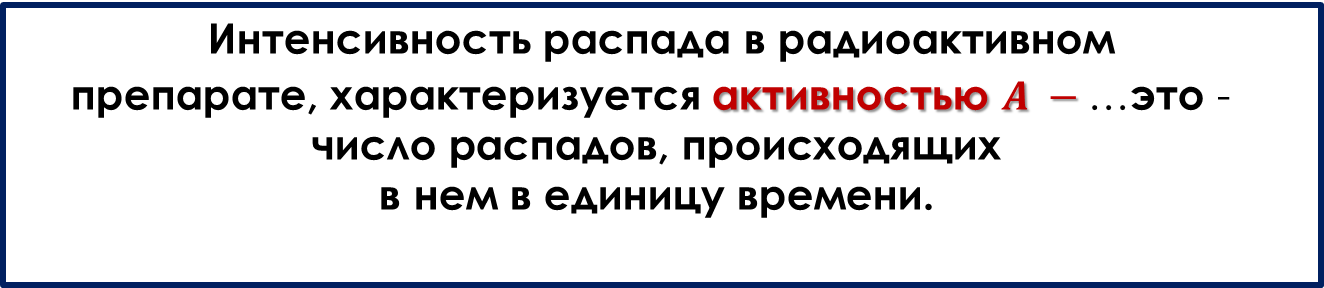 Интенсивность распада в радиоактивном
препарате, характеризуется активностью A – …это -
число распадов, происходящих
в нем в единицу времени.